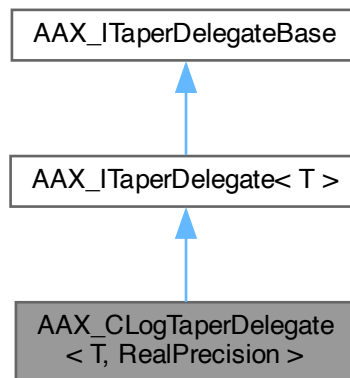 AAX_ITaperDelegateBase
AAX_ITaperDelegate< T >
AAX_CLogTaperDelegate
< T, RealPrecision >